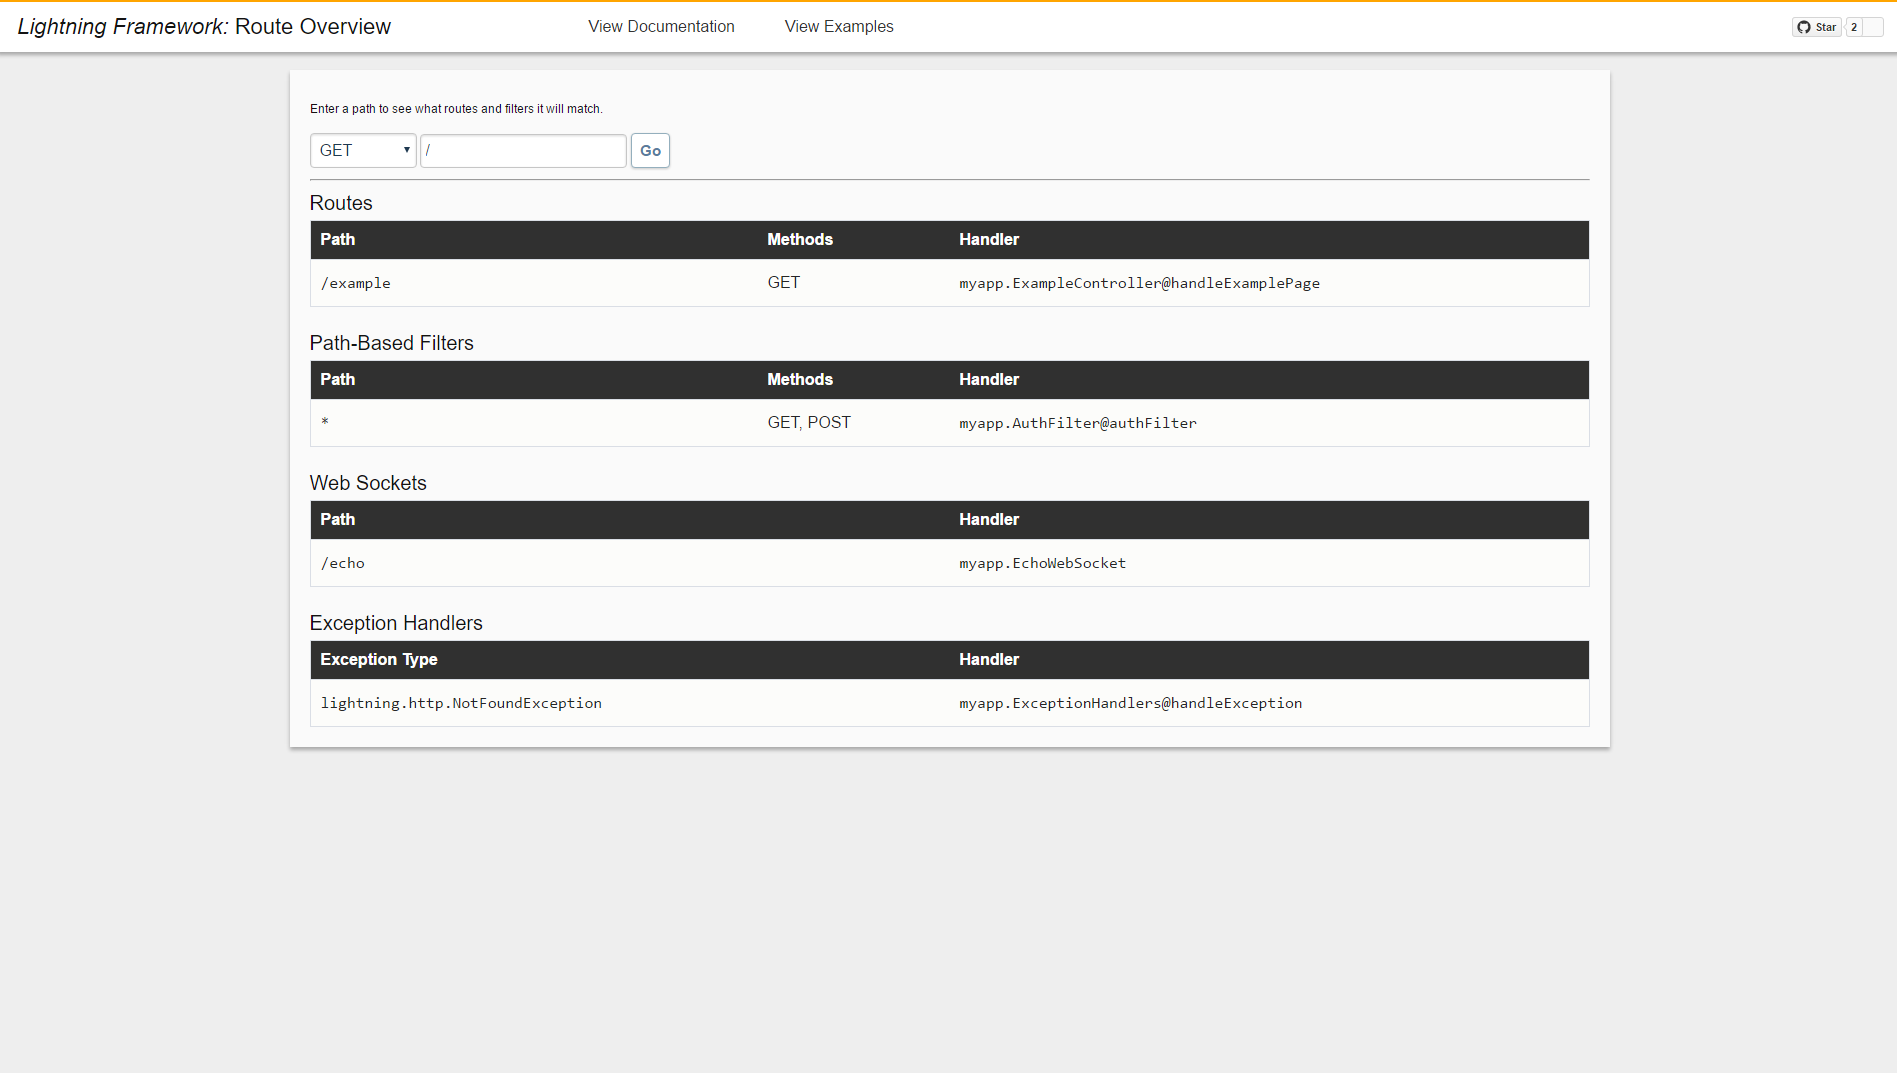 Lightning Framework: Route Overview View Documentation View Examples Star 2
Enter a path to see what routes and filters it will match.
GET / Go
Routes
Path Methods Handler
/example GET myapp.ExampleController@handleExamplePage
Path-Based Filters
Path Methods Handler
* GET, POST myapp.AuthFilter@authFilter
Web Sockets
Path Handler
/echo myapp.EchoWebSocket
Exception Handlers
Exception Type Handler
lightning.http.NotFoundException myapp.ExceptionHandlers@handleException